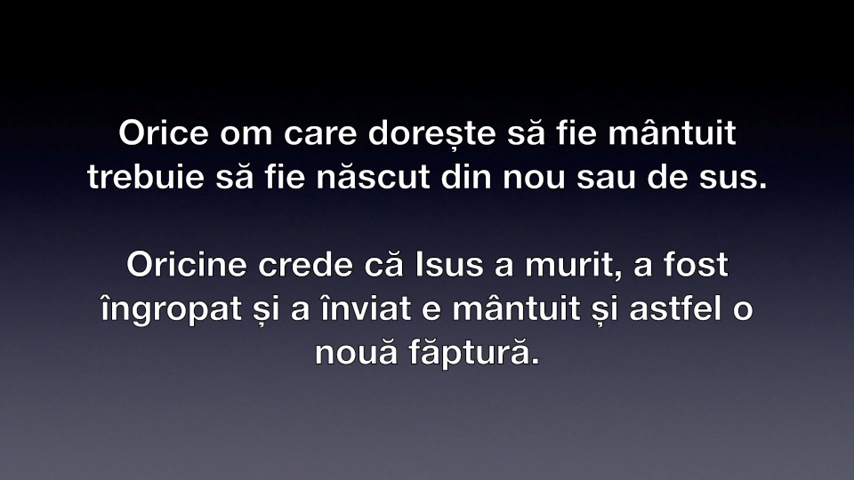 Orice om care dorește să fie mântuit
trebuie să fie născut din nou sau de sus.
Oricine crede că Isus a murit, a fost
îngropat și a înviat e mântuit și astfel o
nouă făptură.